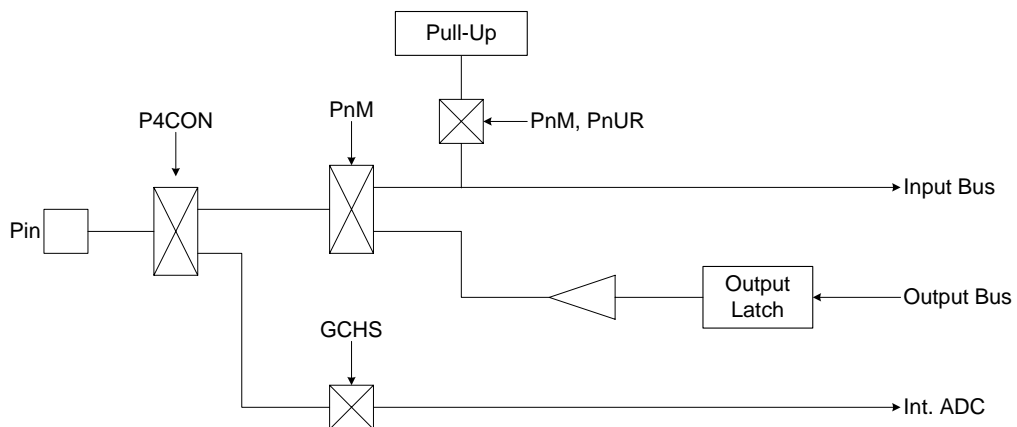 Pull-Up
PnM
P4CON
PnM, PnUR
Input Bus
Pin
Output
Latch
Output Bus
GCHS
Int. ADC